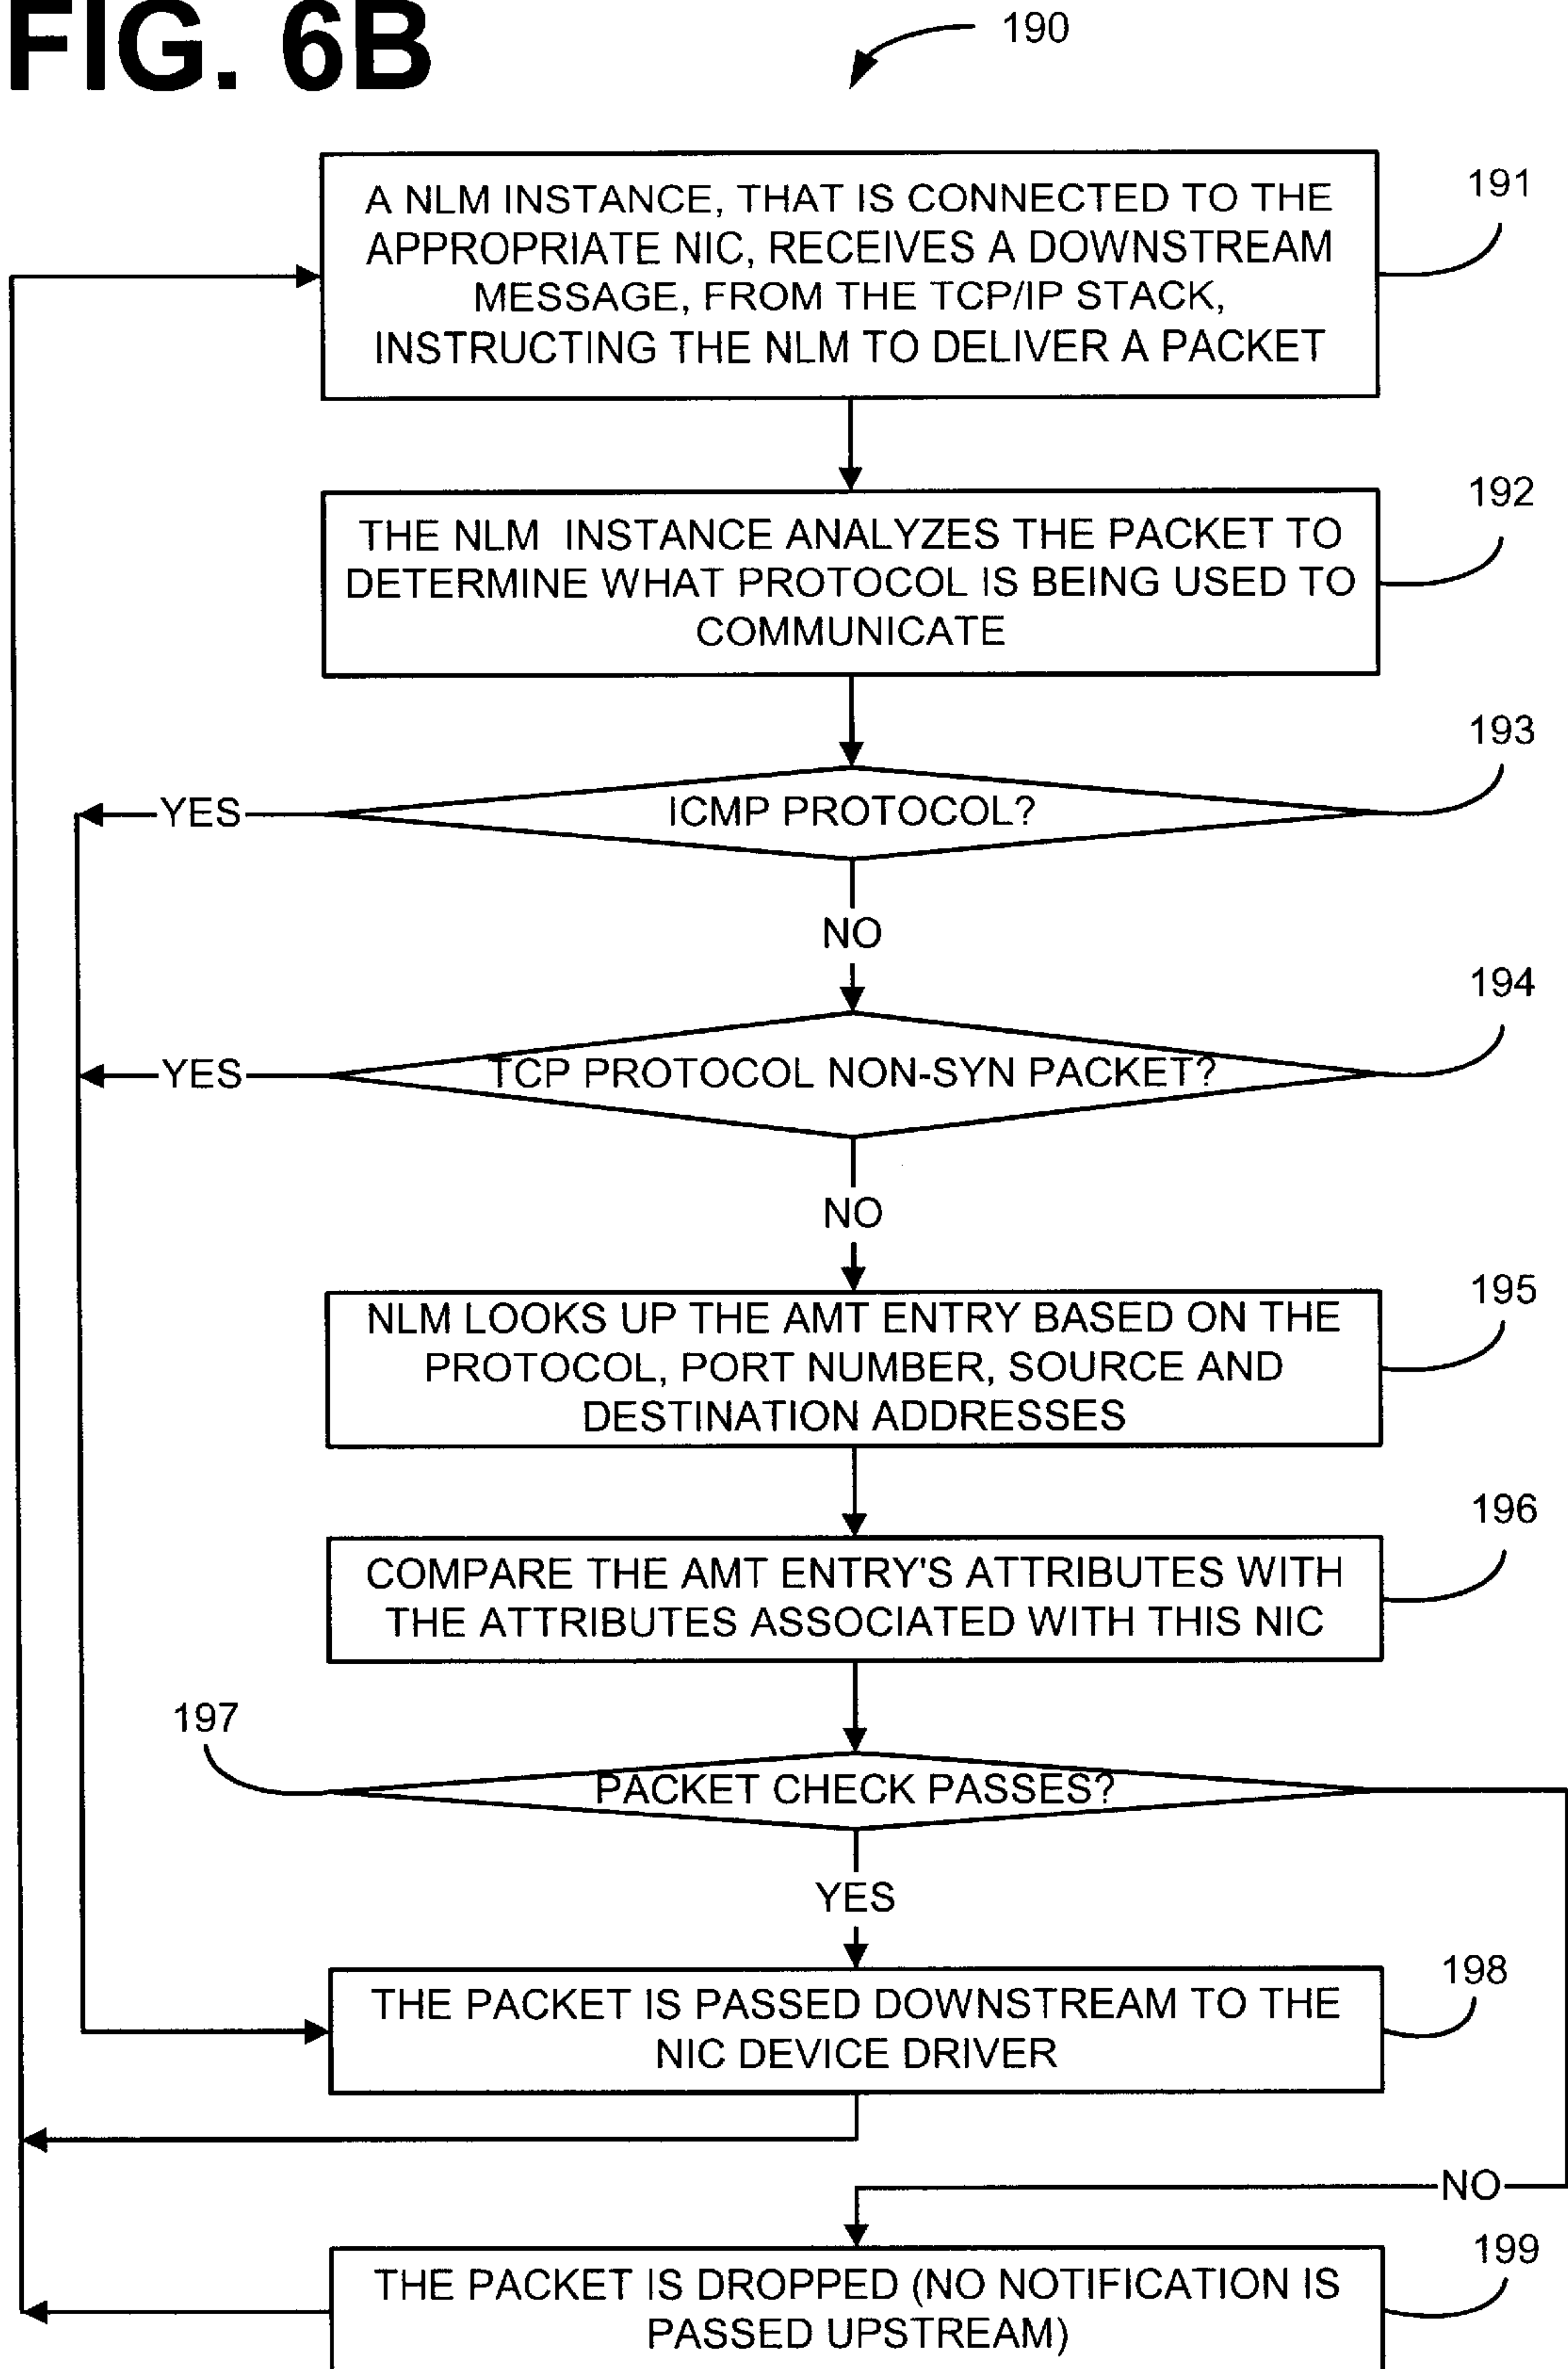 FIG. 6B
190
A NLM INSTANCE, THAT IS CONNECTED TO THE
APPROPRIATE NIC, RECEIVES A DOWNSTREAM
MESSAGE, FROM THE TCP/IP STACK,
INSTRUCTING THE NLM TO DELIVER A PACKET
191
THE NLM INSTANCE ANALYZES THE PACKET TO
DETERMINE WHAT PROTOCOL IS BEING USED TO
COMMUNICATE
192
ICMP PROTOCOL?
193
YES
NO
TCP PROTOCOL NON-SYN PACKET?
194
YES
NO
NLM LOOKS UP THE AMT ENTRY BASED ON THE
PROTOCOL, PORT NUMBER, SOURCE AND
DESTINATION ADDRESSES
195
COMPARE THE AMT ENTRY'S ATTRIBUTES WITH
THE ATTRIBUTES ASSOCIATED WITH THIS NIC
196
197
PACKET CHECK PASSES?
YES
THE PACKET IS PASSED DOWNSTREAM TO THE
NIC DEVICE DRIVER
198
NO
THE PACKET IS DROPPED (NO NOTIFICATION IS
PASSED UPSTREAM)
199